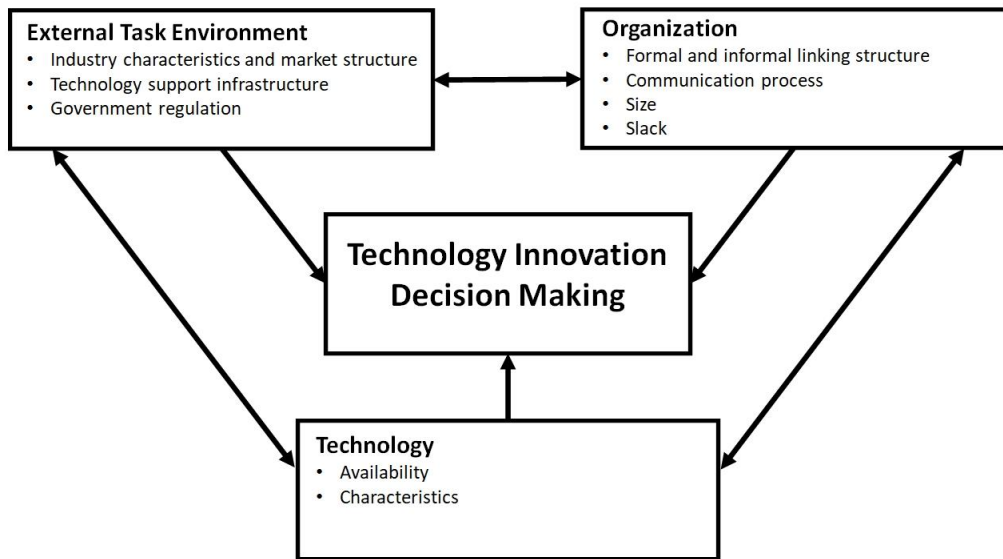 External Task Environment
• Industry characteristics and market structure
• Technology support infrastructure
• Government regulation
Organization
• Formal and informal linking structure
• Communication process
• Size
• Slack
Technology Innovation
Decision Making
Technology
• Availability
• Characteristics